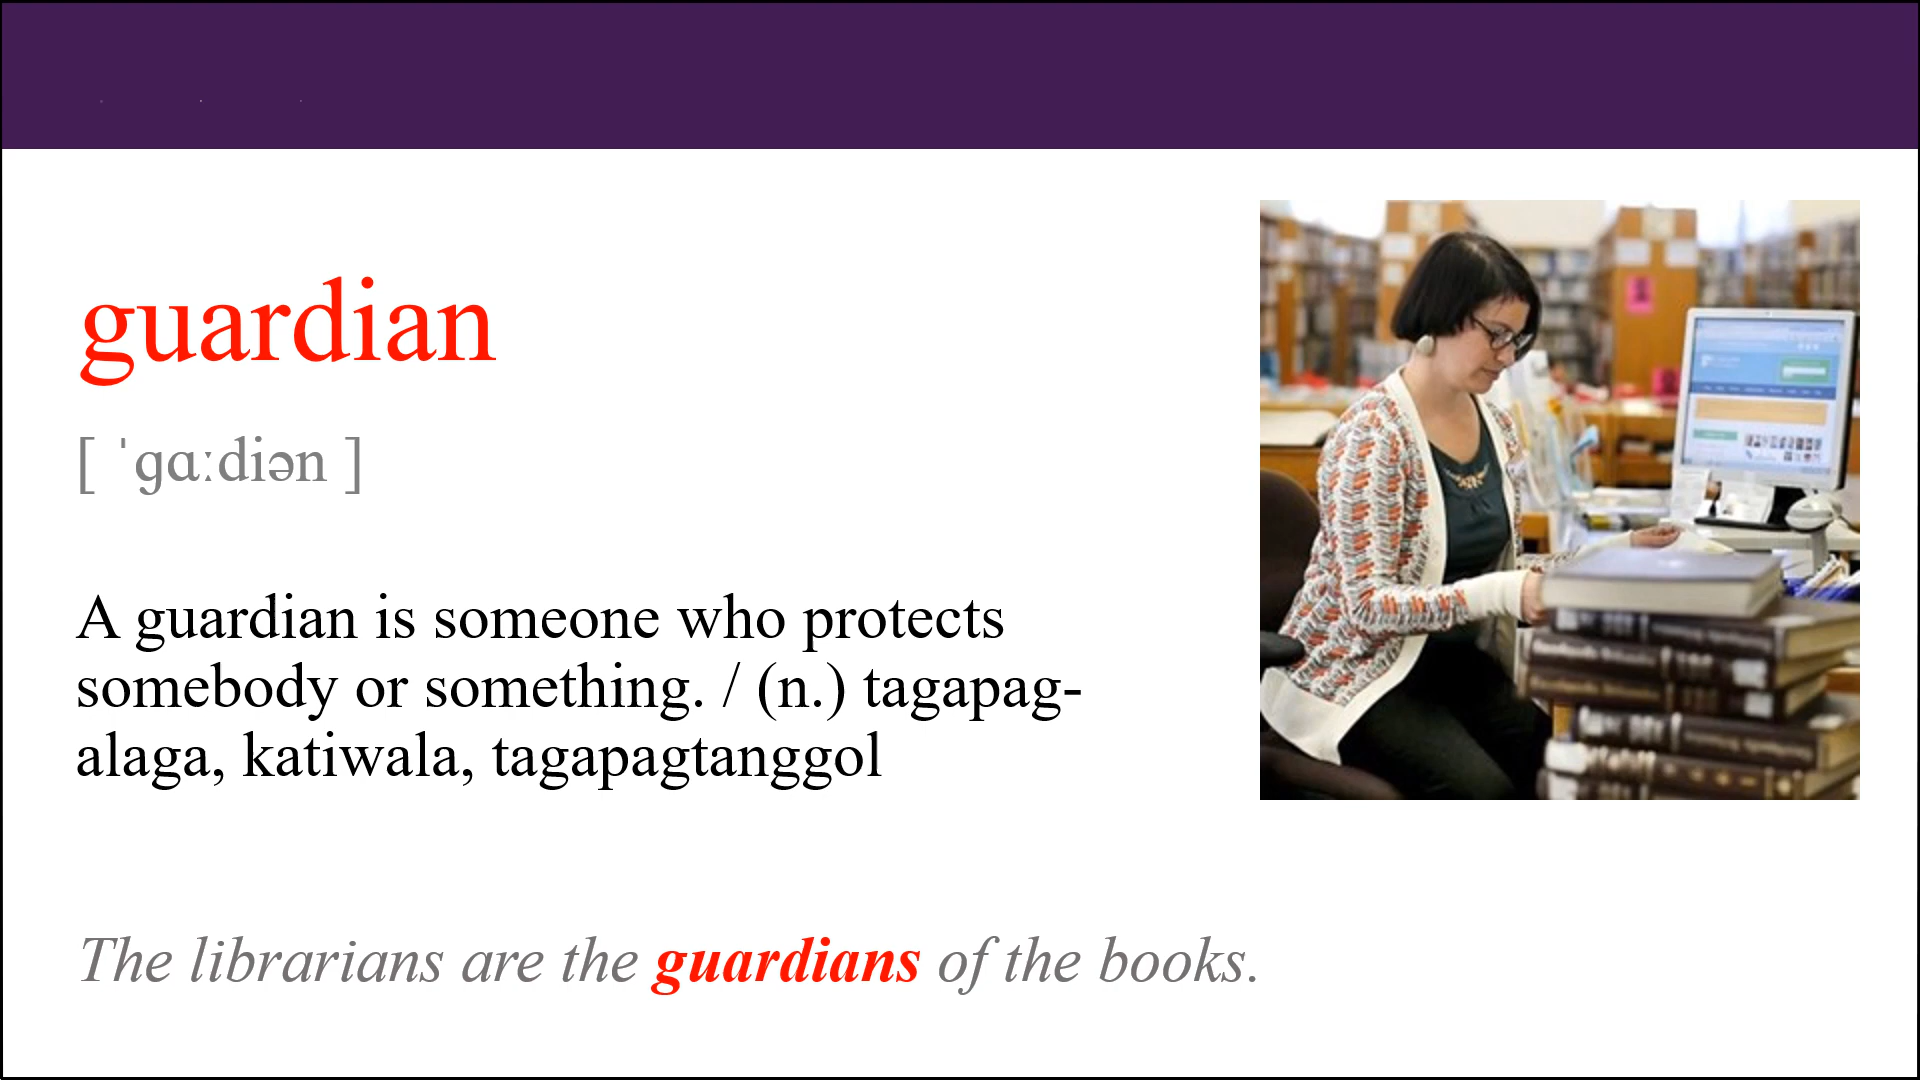 guardian
[ ˈɡɑːdiən ]
A guardian is someone who protects
somebody or something. / (n.) tagapag-
alaga, katiwala, tagapagtanggol
The librarians are the guardians of the books.